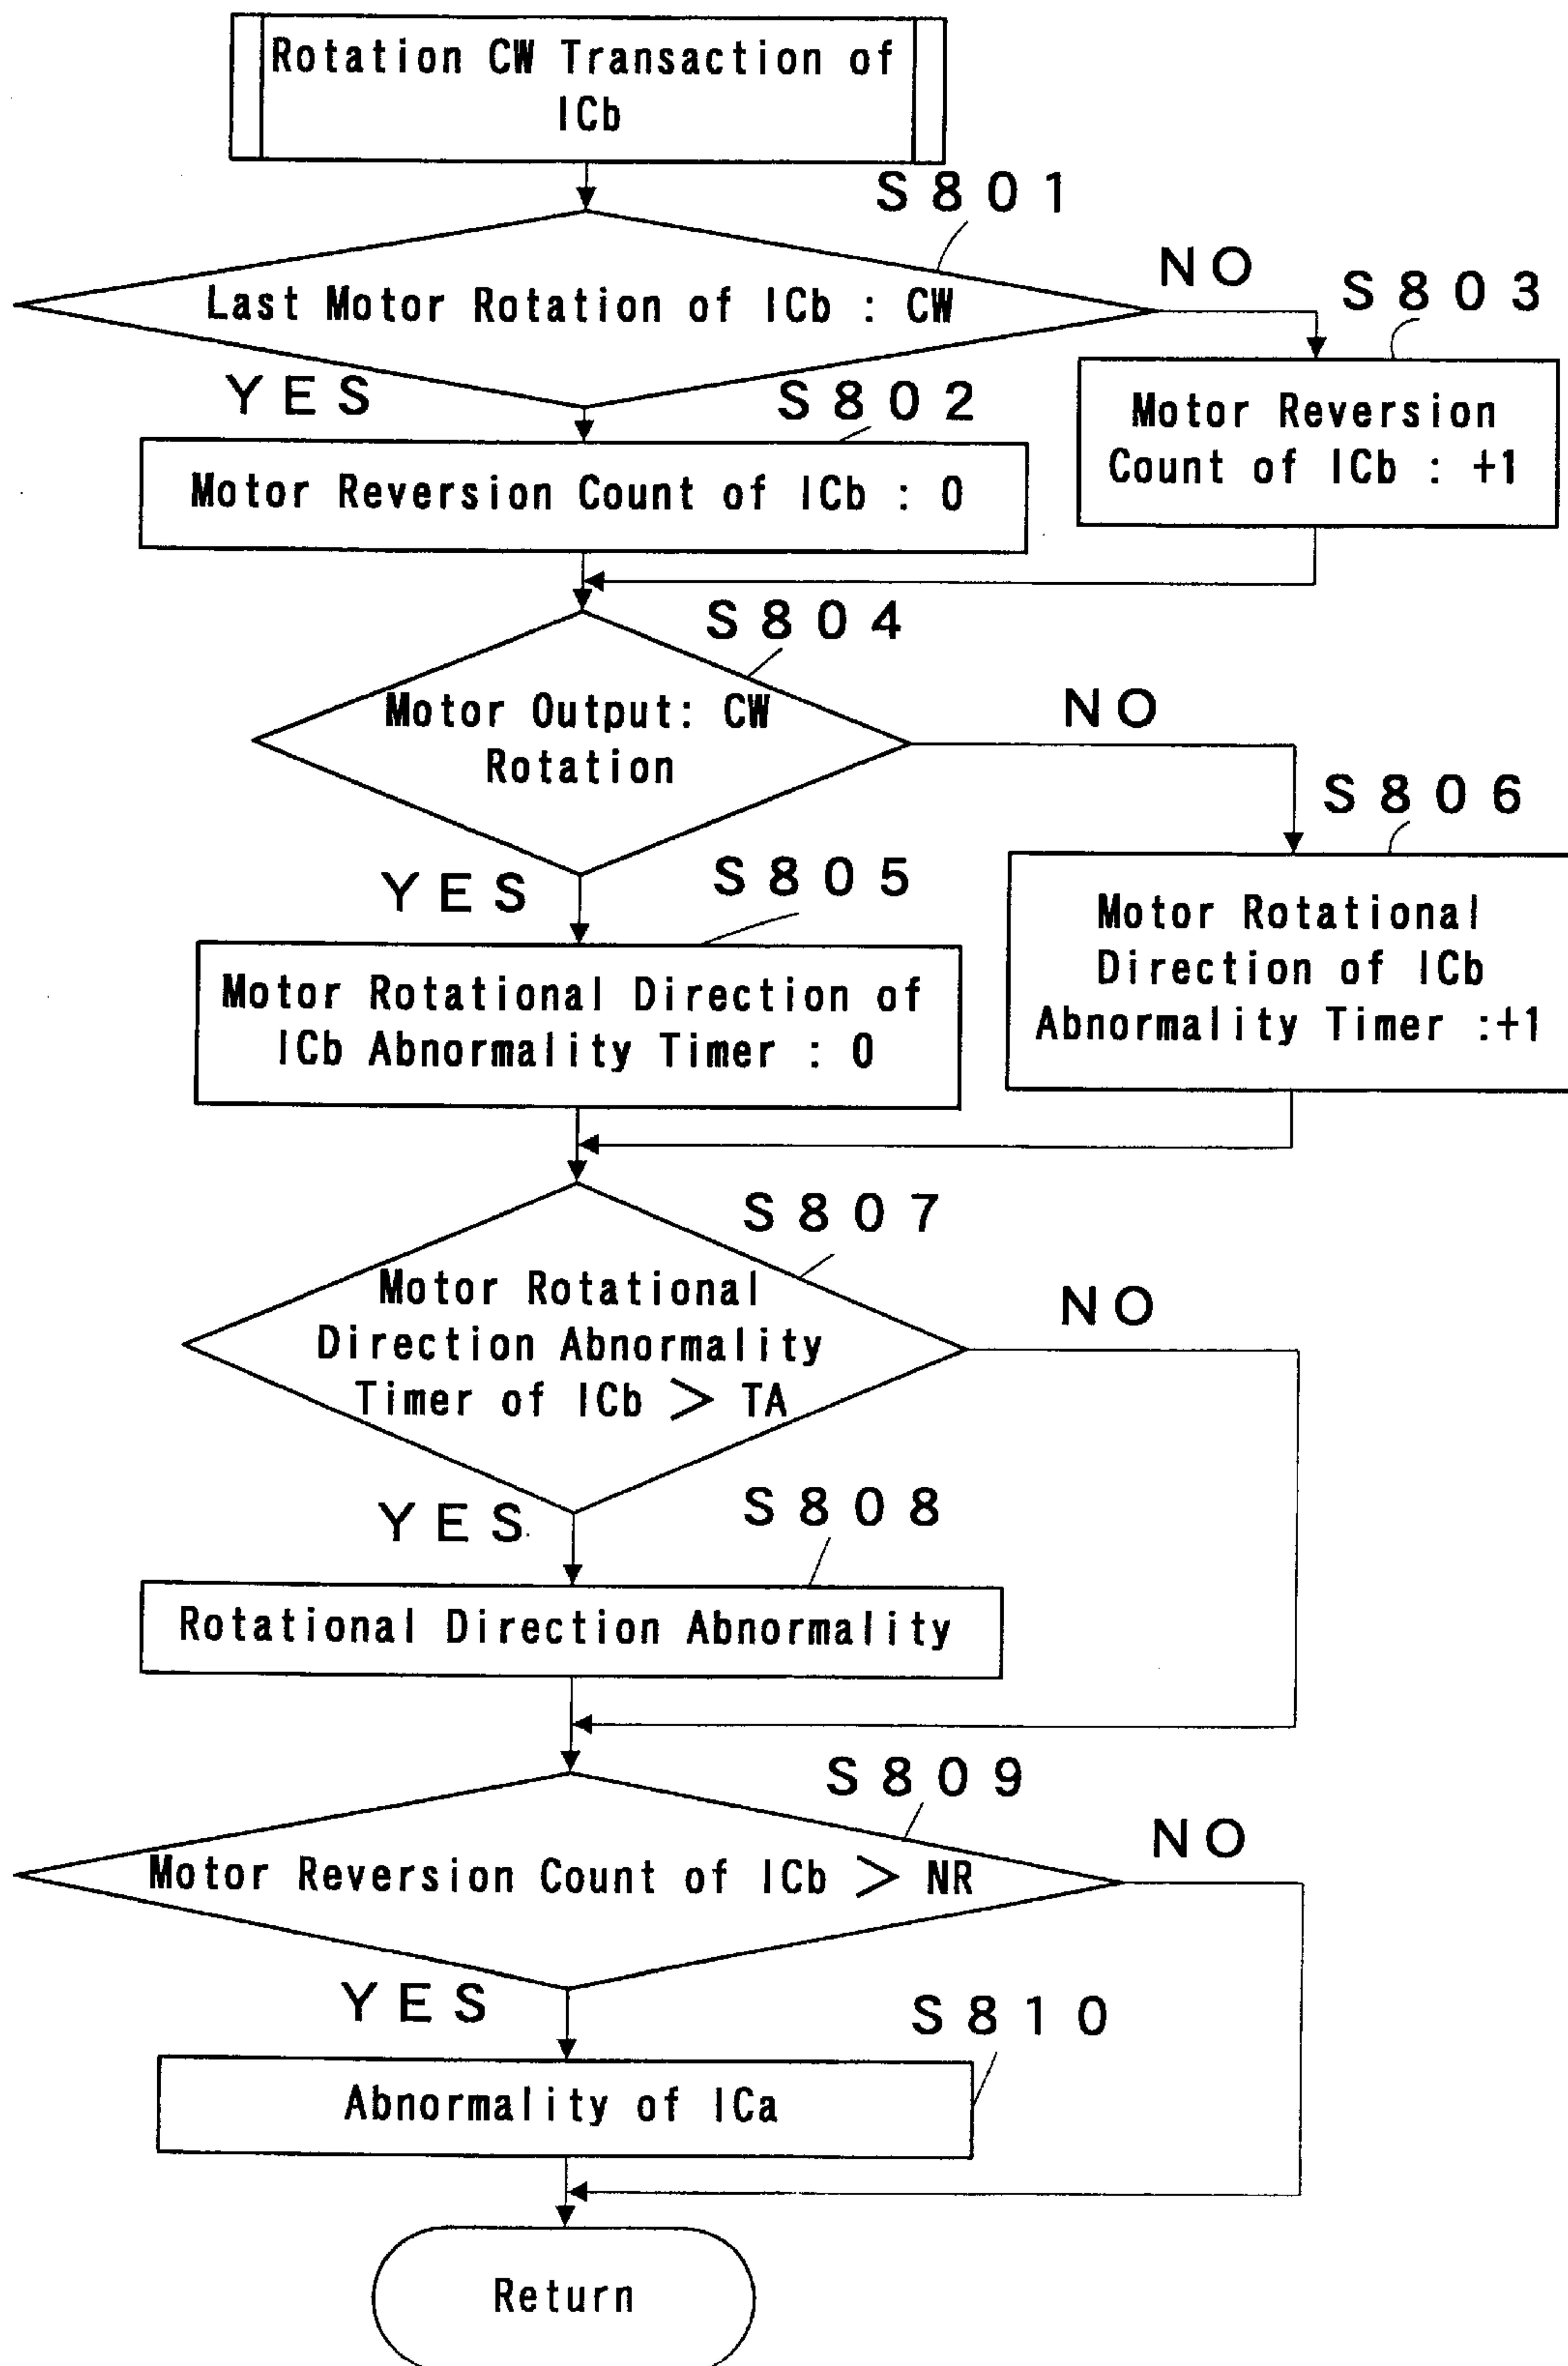 Rotation CW Transaction of
ICb
S801
Last Motor Rotation of ICb : CW
NO
S803
YES
S802
Motor Reversion
Count of ICb : +1
Motor Reversion Count of ICb : 0
S804
Motor Output: CW
Rotation
NO
S806
YES
S805
Motor Rotational
Direction of ICb
Abnormality Timer :+1
Motor Rotational Direction of
ICb Abnormality Timer : 0
S807
Motor Rotational
Direction Abnormality
Timer of ICb > TA
NO
YES
S808
Rotational Direction Abnormality
S809
Motor Reversion Count of ICb > NR
NO
YES
S810
Abnormality of ICa
Return